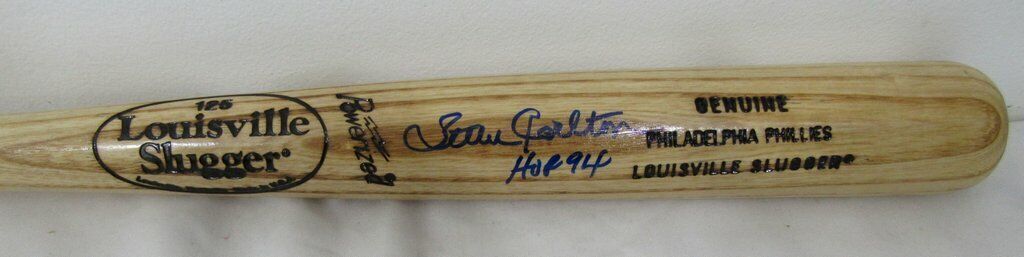 125
Louisville
Slugger®
Powerized
Steve Carlton
HOF 94
GENUINE
PHILADELPHIA PHILLIES
LOUISVILLE SLUGGER®